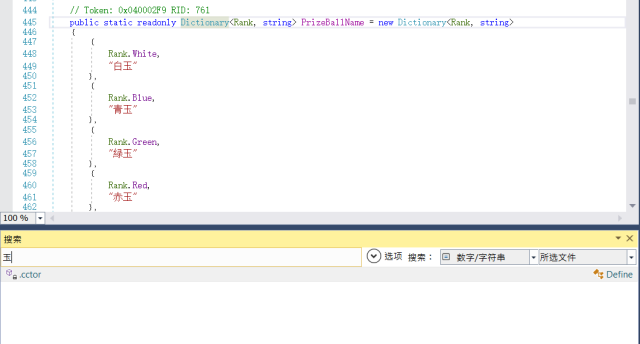 443
444 // Token: 0x040002F9 RID: 761
445 public static readonly Dictionary<Rank, string> PrizeBallName = new Dictionary<Rank, string>
446 {
447 {
448 Rank.White,
449 "白玉"
450 },
451 {
452 Rank.Blue,
453 "青玉"
454 },
455 {
456 Rank.Green,
457 "緑玉"
458 },
459 {
460 Rank.Red,
461 "赤玉"
462 },
100 %
搜索
玉 选项 搜索： 数字/字符串 所选文件
.cctor Define